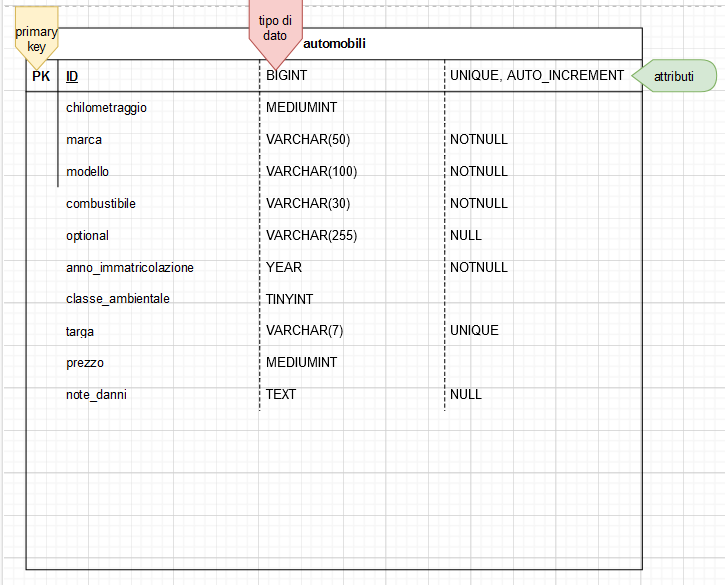 primary
key
tipo di
dato
automobili
PK ID BIGINT UNIQUE, AUTO_INCREMENT
attributi
chilometraggio MEDIUMINT
marca VARCHAR(50) NOTNULL
modello VARCHAR(100) NOTNULL
combustibile VARCHAR(30) NOTNULL
optional VARCHAR(255) NULL
anno_immatricolazione YEAR NOTNULL
classe_ambientale TINYINT
targa VARCHAR(7) UNIQUE
prezzo MEDIUMINT
note_danni TEXT NULL